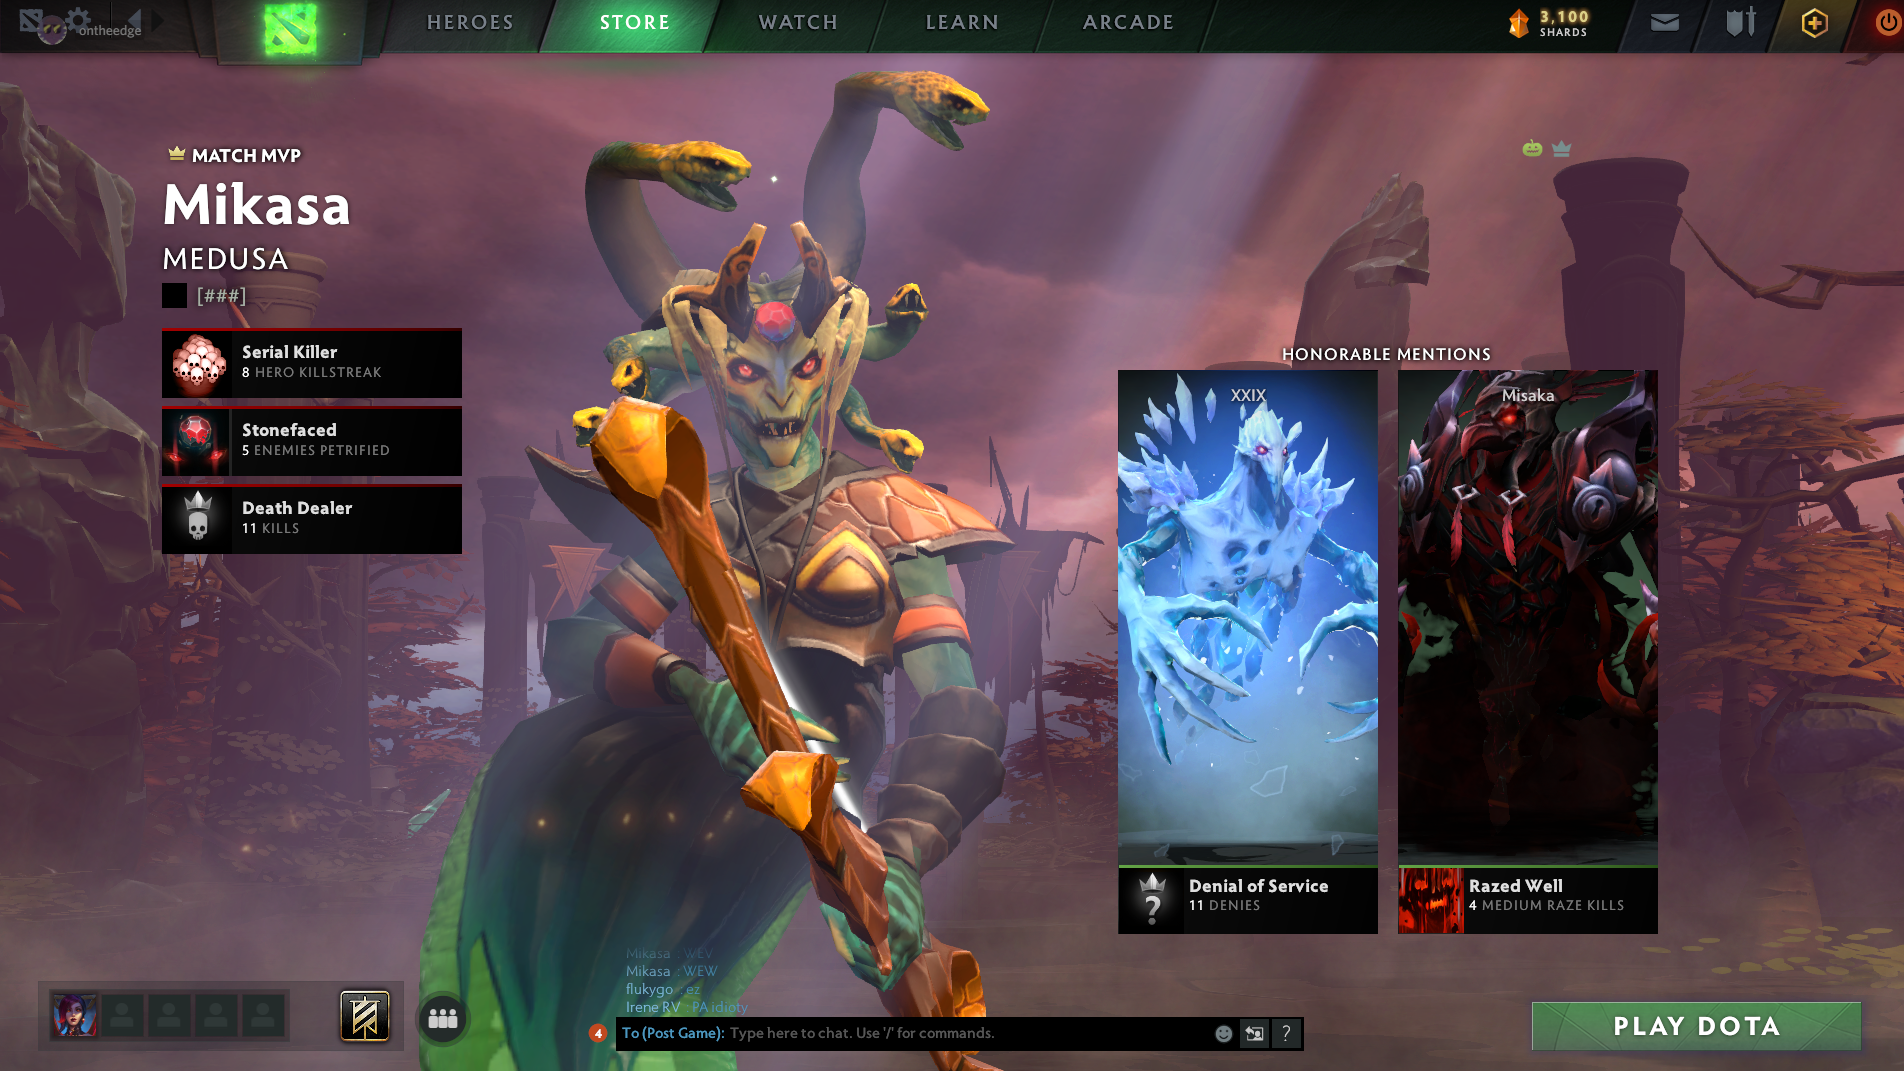 ontheedge
HEROES
STORE
WATCH
LEARN
ARCADE
3,100
SHARDS
MATCH MVP
Mikasa
MEDUSA
[###]
Serial Killer
8 HERO KILLSTREAK
Stonefaced
5 ENEMIES PETRIFIED
Death Dealer
11 KILLS
HONORABLE MENTIONS
XXIX
Denial of Service
11 DENIES
Misaka
Razed Well
4 MEDIUM RAZE KILLS
Mikasa : WEV
Mikasa : WEW
flukygo : ez
Irene RV : PA idioty
4
To (Post Game): Type here to chat. Use '/' for commands.
?
PLAY DOTA